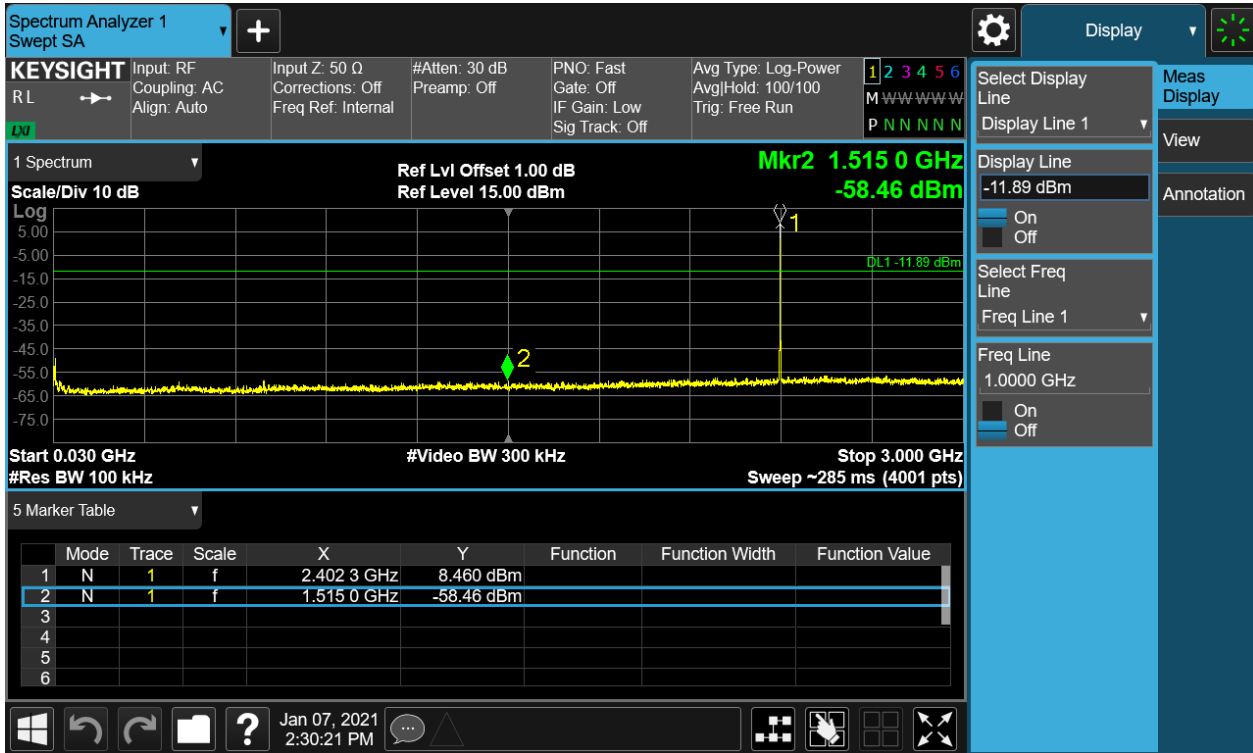 Spectrum Analyzer 1
Swept SA
+
Display
KEYSIGHT
RL
LXI
Input: RF
Coupling: AC
Align: Auto
Input Z: 50 Ω
Corrections: Off
Freq Ref: Internal
#Atten: 30 dB
Preamp: Off
PNO: Fast
Gate: Off
IF Gain: Low
Sig Track: Off
Avg Type: Log-Power
Avg|Hold: 100/100
Trig: Free Run
1 2 3 4 5 6
M W W W W W
P N N N N N
1 Spectrum
Scale/Div 10 dB
Ref Lvl Offset 1.00 dB
Ref Level 15.00 dBm
Mkr2 1.515 0 GHz
-58.46 dBm
Log
5.00
-5.00
-15.0
-25.0
-35.0
-45.0
-55.0
-65.0
-75.0
1
DL1 -11.89 dBm
2
Start 0.030 GHz
#Res BW 100 kHz
#Video BW 300 kHz
Stop 3.000 GHz
Sweep ~285 ms (4001 pts)
5 Marker Table
Mode Trace Scale X Y Function Function Width Function Value
1 N 1 f 2.402 3 GHz 8.460 dBm
2 N 1 f 1.515 0 GHz -58.46 dBm
3
4
5
6
Select Display
Line
Display Line 1
Display Line
-11.89 dBm
On
Off
Select Freq
Line
Freq Line 1
Freq Line
1.0000 GHz
On
Off
Meas
Display
View
Annotation
?
Jan 07, 2021
2:30:21 PM